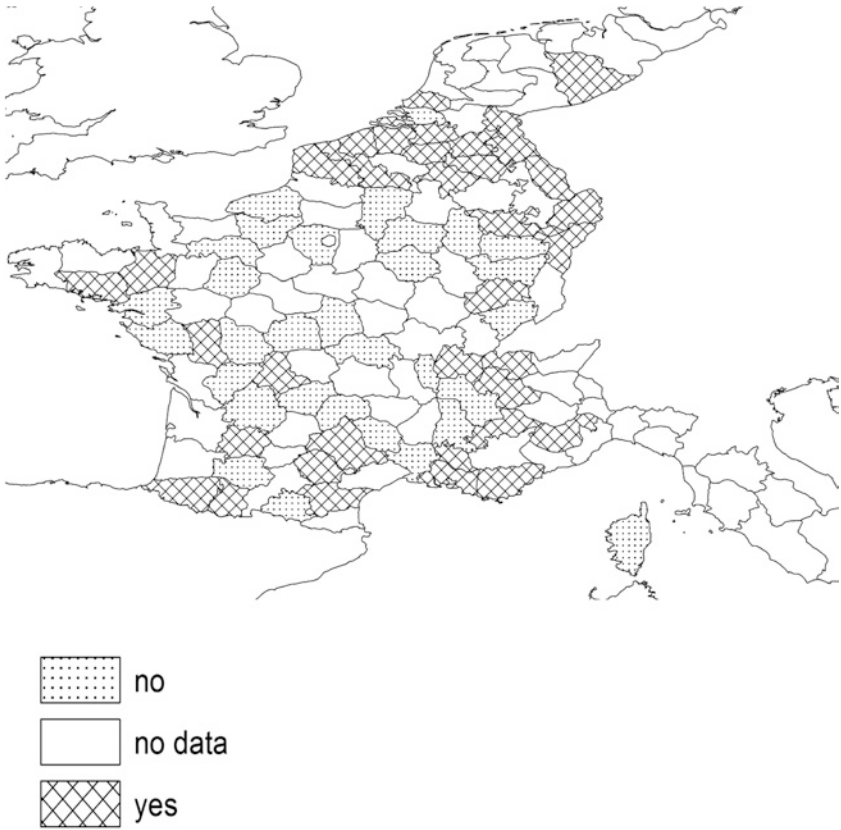 no
no data
yes